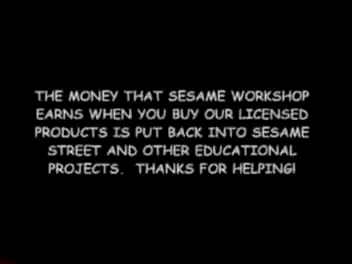 THE MONEY THAT SESAME WORKSHOP
EARNS WHEN YOU BUY OUR LICENSED
PRODUCTS IS PUT BACK INTO SESAME
STREET AND OTHER EDUCATIONAL
PROJECTS. THANKS FOR HELPING!